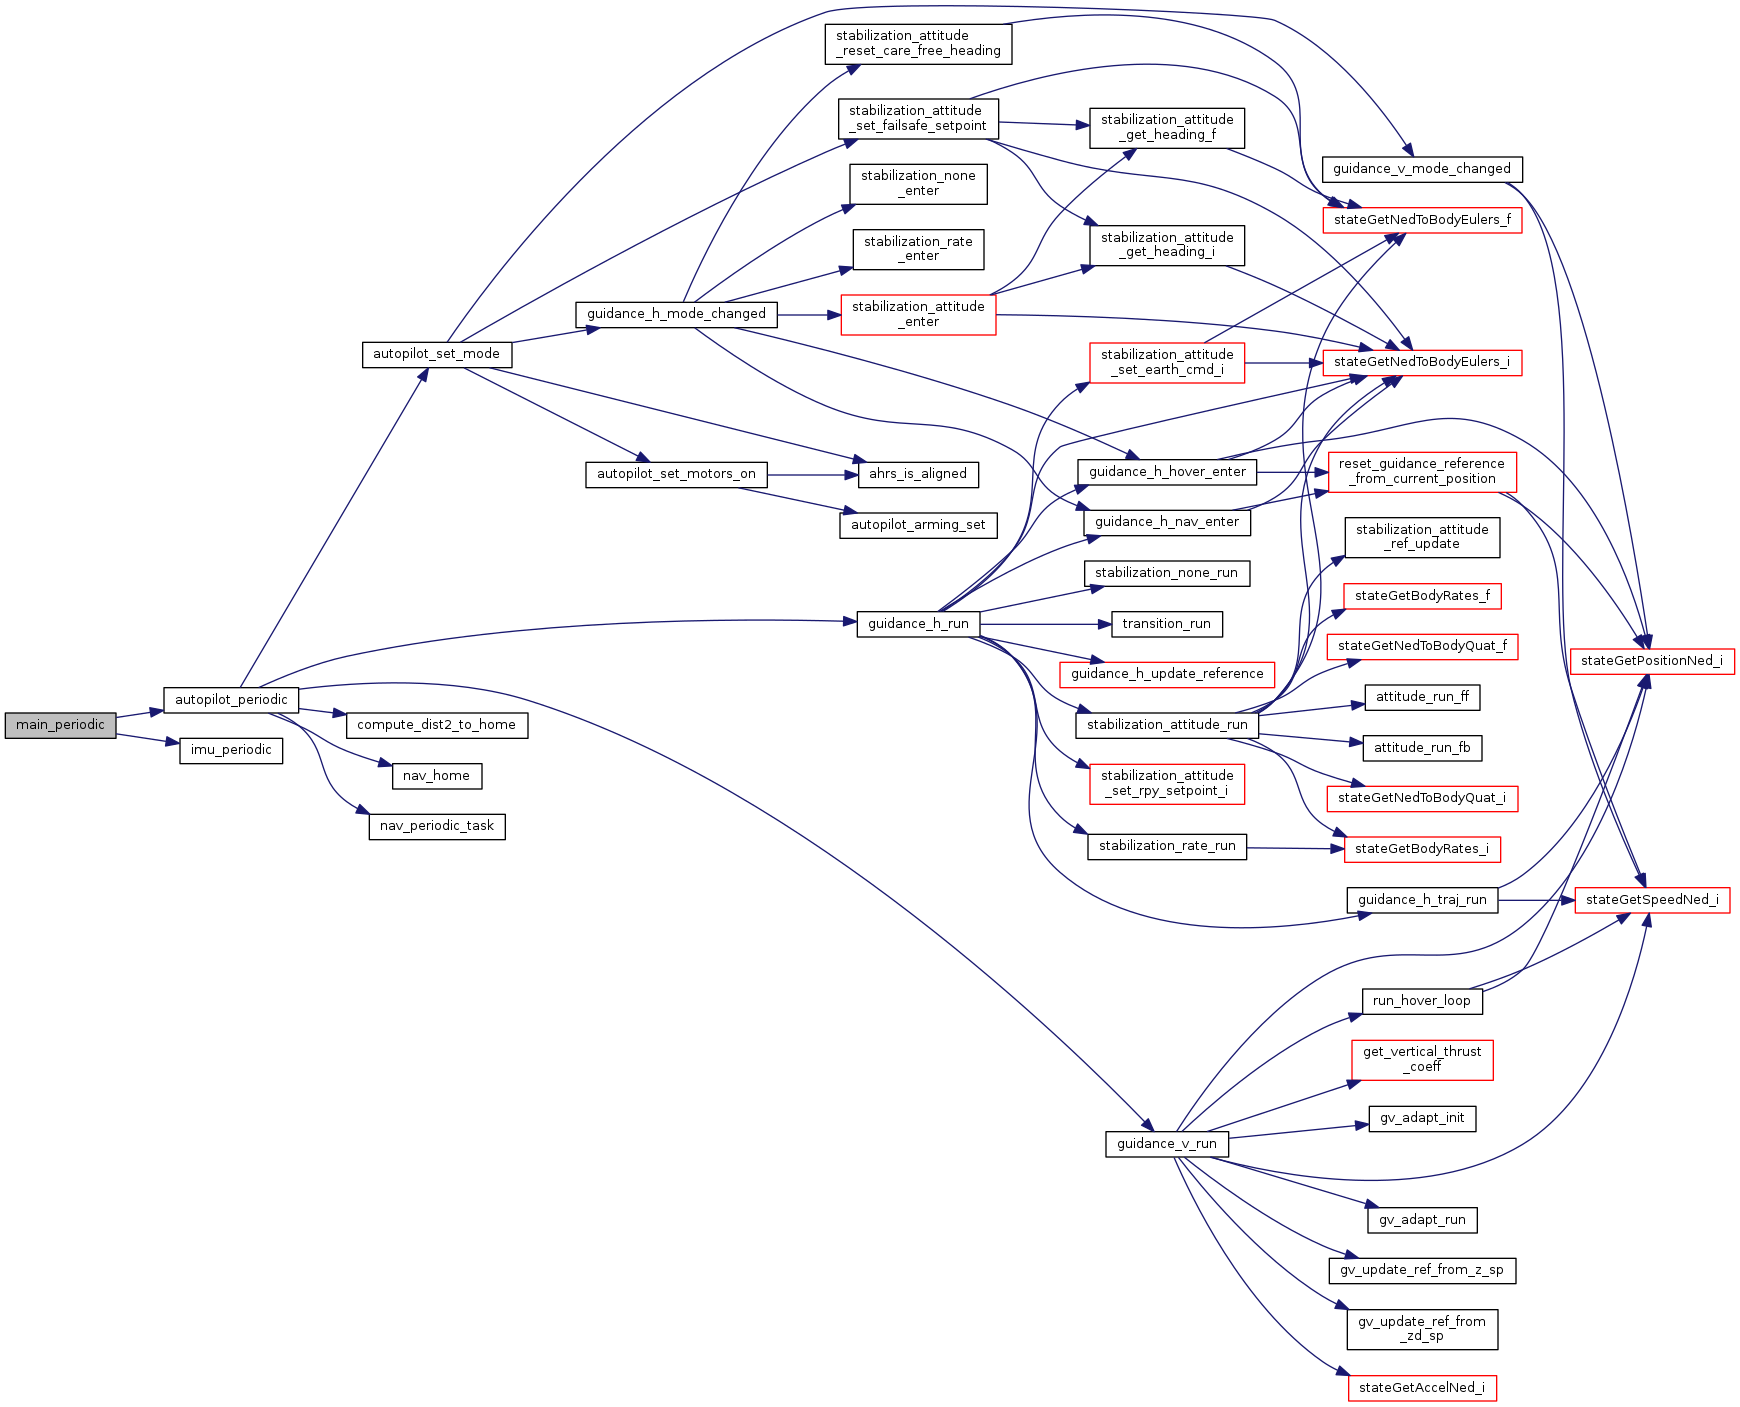 main_periodic
autopilot_periodic
imu_periodic
autopilot_set_mode
compute_dist2_to_home
nav_home
nav_periodic_task
guidance_h_mode_changed
autopilot_set_motors_on
stabilization_attitude
_reset_care_free_heading
stabilization_attitude
_set_failsafe_setpoint
stabilization_none
_enter
stabilization_rate
_enter
stabilization_attitude
_enter
ahrs_is_aligned
autopilot_arming_set
guidance_h_run
stabilization_attitude
_get_heading_f
stabilization_attitude
_get_heading_i
stabilization_attitude
_set_earth_cmd_i
guidance_h_hover_enter
guidance_h_nav_enter
stabilization_none_run
transition_run
guidance_h_update_reference
stabilization_attitude_run
stabilization_attitude
_set_rpy_setpoint_i
stabilization_rate_run
guidance_v_run
guidance_v_mode_changed
stateGetNedToBodyEulers_f
stateGetNedToBodyEulers_i
reset_guidance_reference
_from_current_position
stabilization_attitude
_ref_update
stateGetBodyRates_f
stateGetNedToBodyQuat_f
attitude_run_ff
attitude_run_fb
stateGetNedToBodyQuat_i
stateGetBodyRates_i
guidance_h_traj_run
run_hover_loop
get_vertical_thrust
_coeff
gv_adapt_init
gv_adapt_run
gv_update_ref_from_z_sp
gv_update_ref_from
_zd_sp
stateGetAccelNed_i
stateGetPositionNed_i
stateGetSpeedNed_i